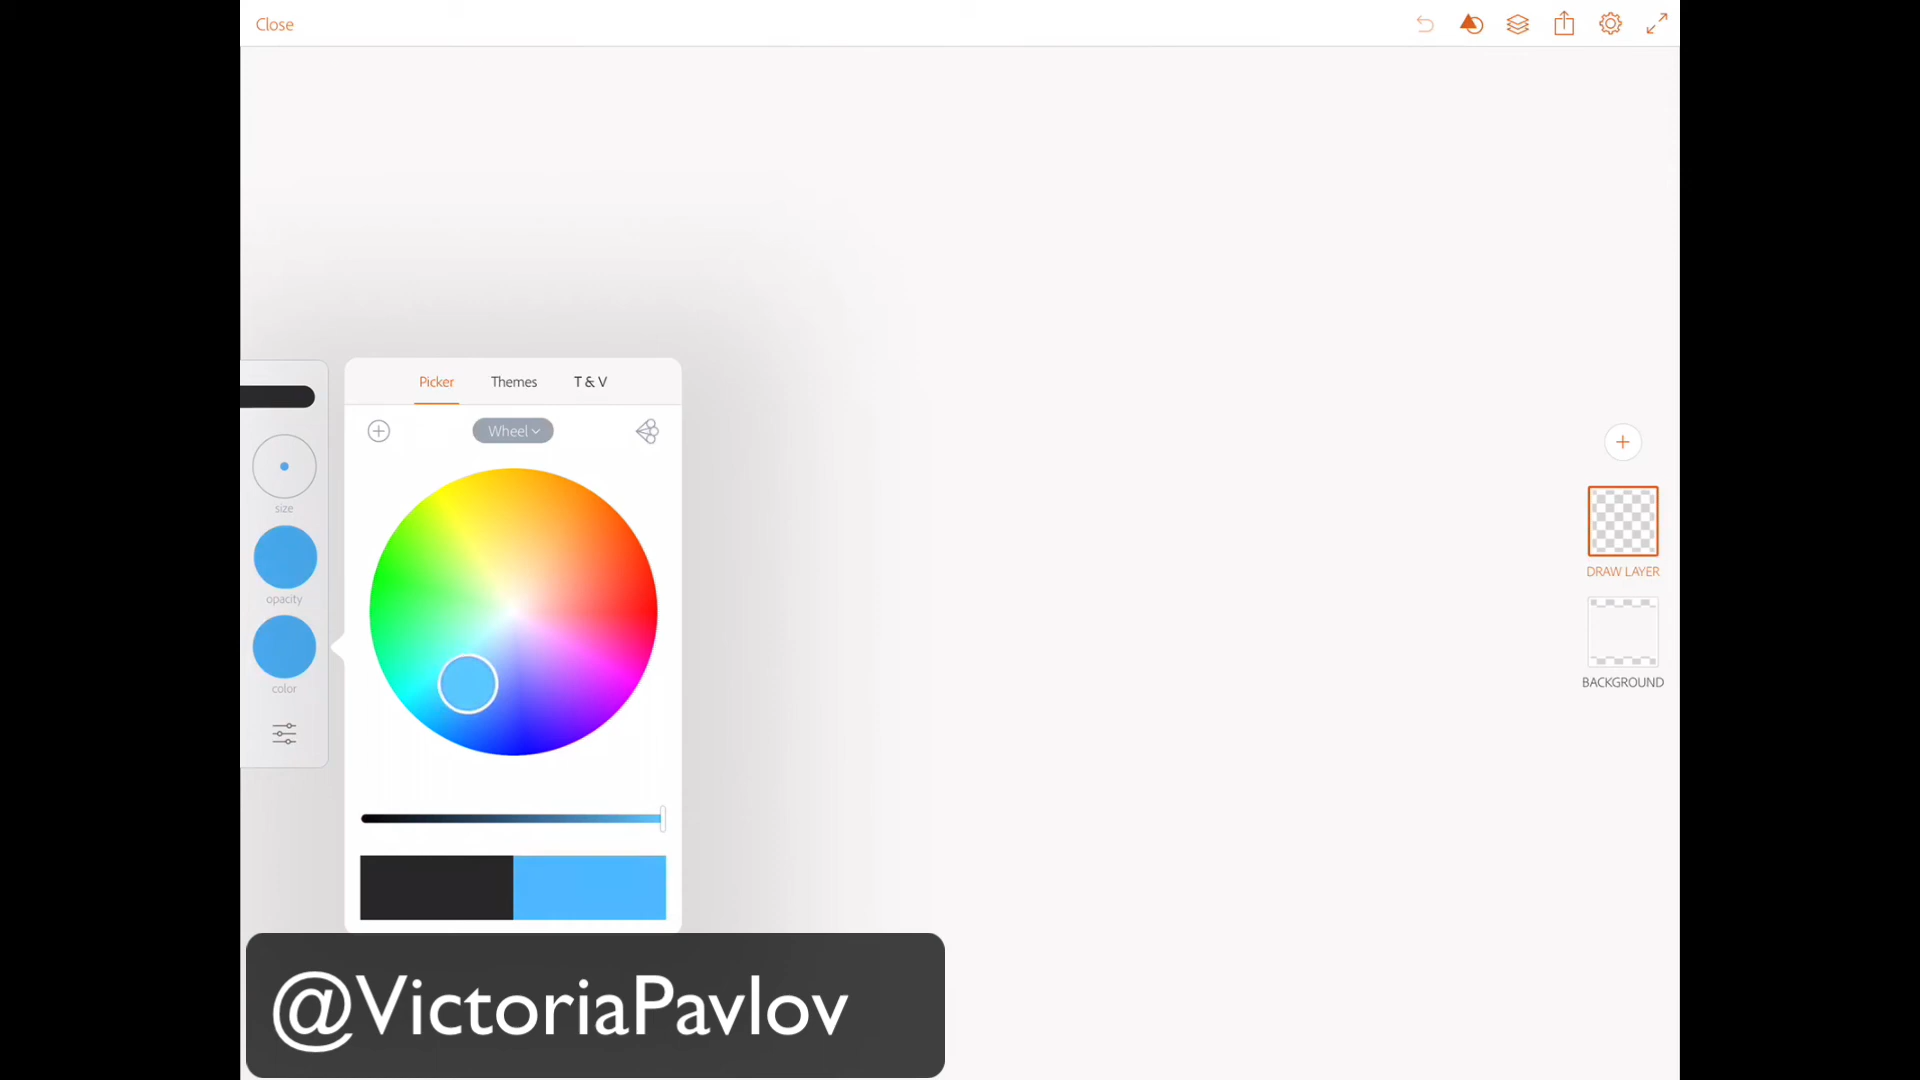 Close
Picker Themes T & V
Wheel
size
opacity
color
DRAW LAYER
BACKGROUND
@VictoriaPavlov